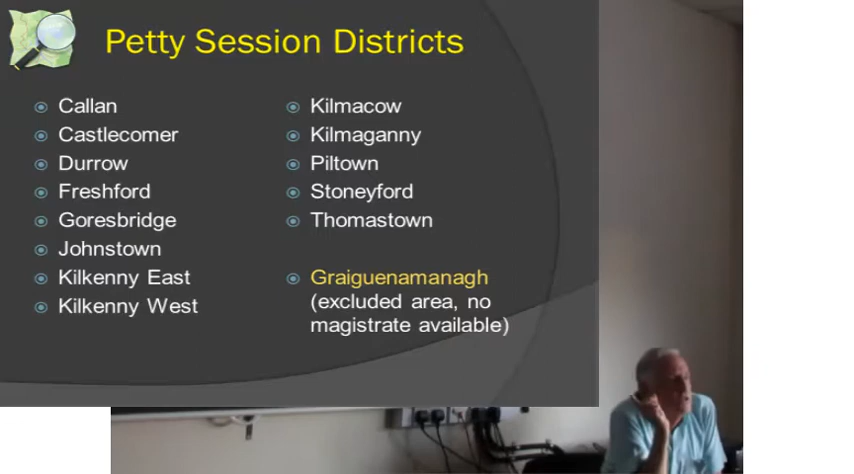 Petty Session Districts
Callan
Castlecomer
Durrow
Freshford
Goresbridge
Johnstown
Kilkenny East
Kilkenny West
Kilmacow
Kilmaganny
Piltown
Stoneyford
Thomastown
Graiguenamanagh
(excluded area, no
magistrate available)